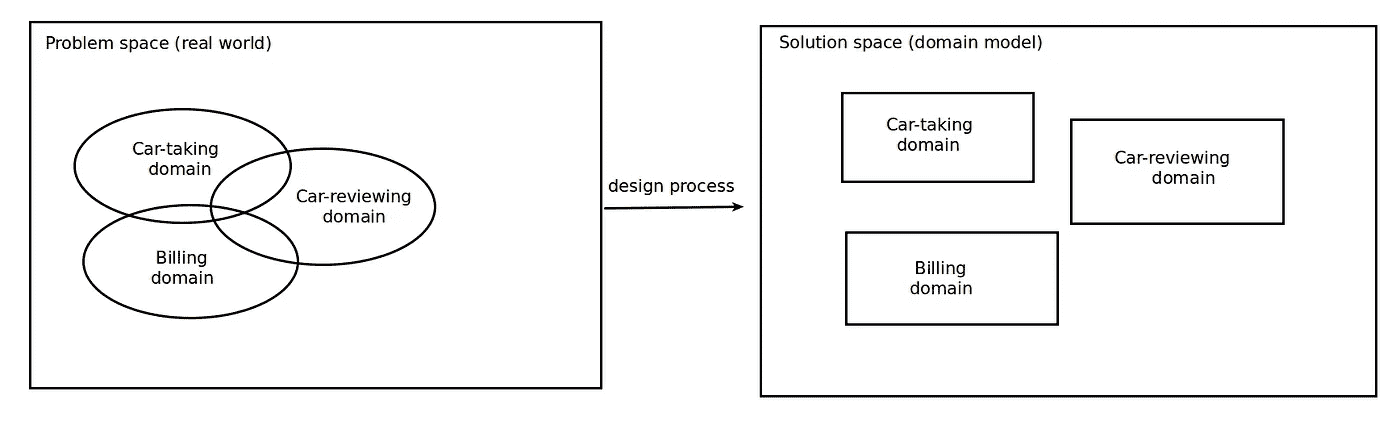 Problem space (real world)
Car-taking
domain
Car-reviewing
domain
Billing
domain
design process
Solution space (domain model)
Car-taking
domain
Car-reviewing
domain
Billing
domain